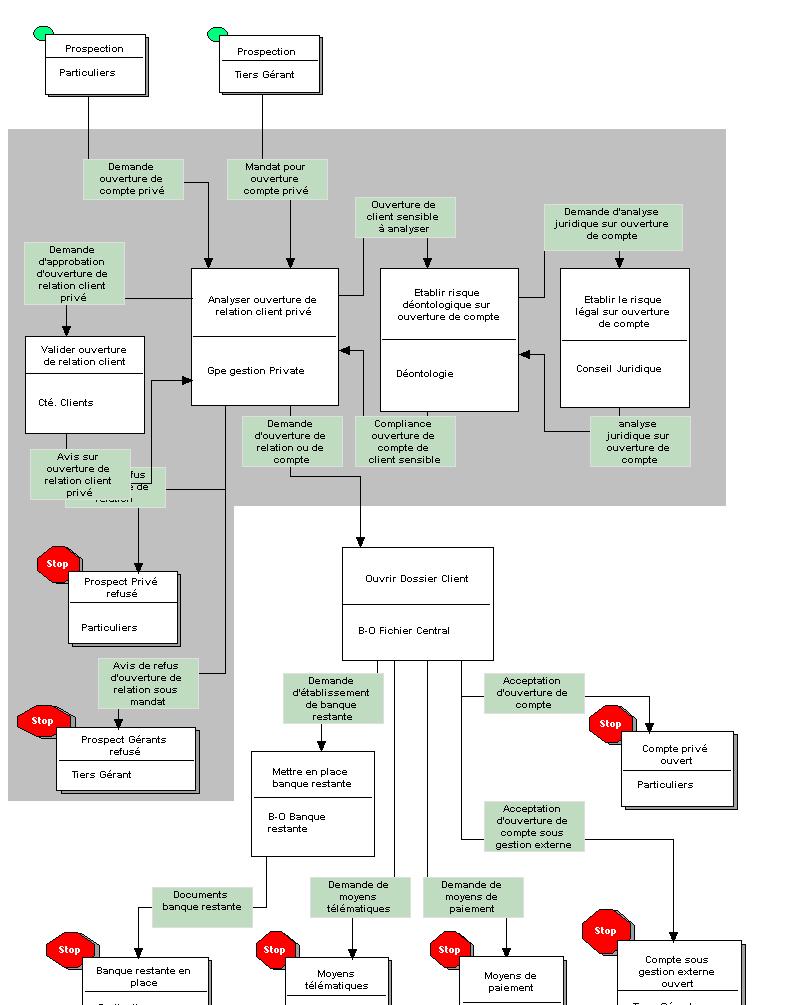 Prospection
Particuliers
Prospection
Tiers Gérant
Demande
ouverture de
compte privé
Mandat pour
ouverture
compte privé
Ouverture de
client sensible
à analyser
Demande d'analyse
juridique sur ouverture
de compte
Demande
d'approbation
d'ouverture de
relation client
privé
Analyser ouverture de
relation client privé
Gpe gestion Private
Etablir risque
déontologique sur
ouverture de compte
Déontologie
Etablir le risque
légal sur ouverture
de compte
Conseil Juridique
Valider ouverture
de relation client
Cté. Clients
Demande
d'ouverture de
relation ou de
compte
Compliance
ouverture de
compte de
client sensible
analyse
juridique sur
ouverture de
compte
Avis sur
ouverture de
relation client
privé
Stop
Prospect Privé
refusé
Particuliers
Ouvrir Dossier Client
B-O Fichier Central
Avis de refus
d'ouverture de
relation sous
mandat
Stop
Prospect Gérants
refusé
Tiers Gérant
Demande
d'établissement
de banque
restante
Acceptation
d'ouverture de
compte
Stop
Compte privé
ouvert
Particuliers
Mettre en place
banque restante
B-O Banque
restante
Acceptation
d'ouverture de
compte sous
gestion externe
Documents
banque restante
Demande de
moyens
télématiques
Demande de
moyens de
paiement
Stop
Banque restante en
place
Stop
Moyens
télématiques
Stop
Moyens de
paiement
Stop
Compte sous
gestion externe
ouvert